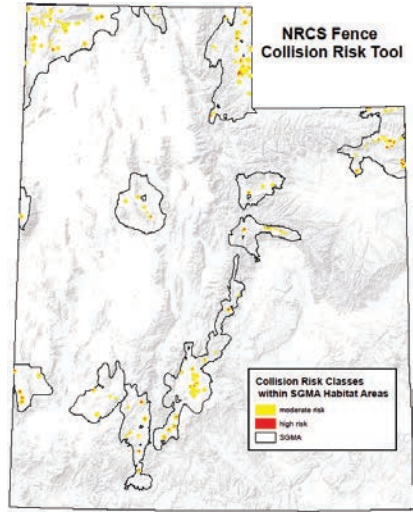 NRCS Fence
Collision Risk Tool
Collision Risk Classes
within SGMA Habitat Areas
moderate risk
high risk
SGMA